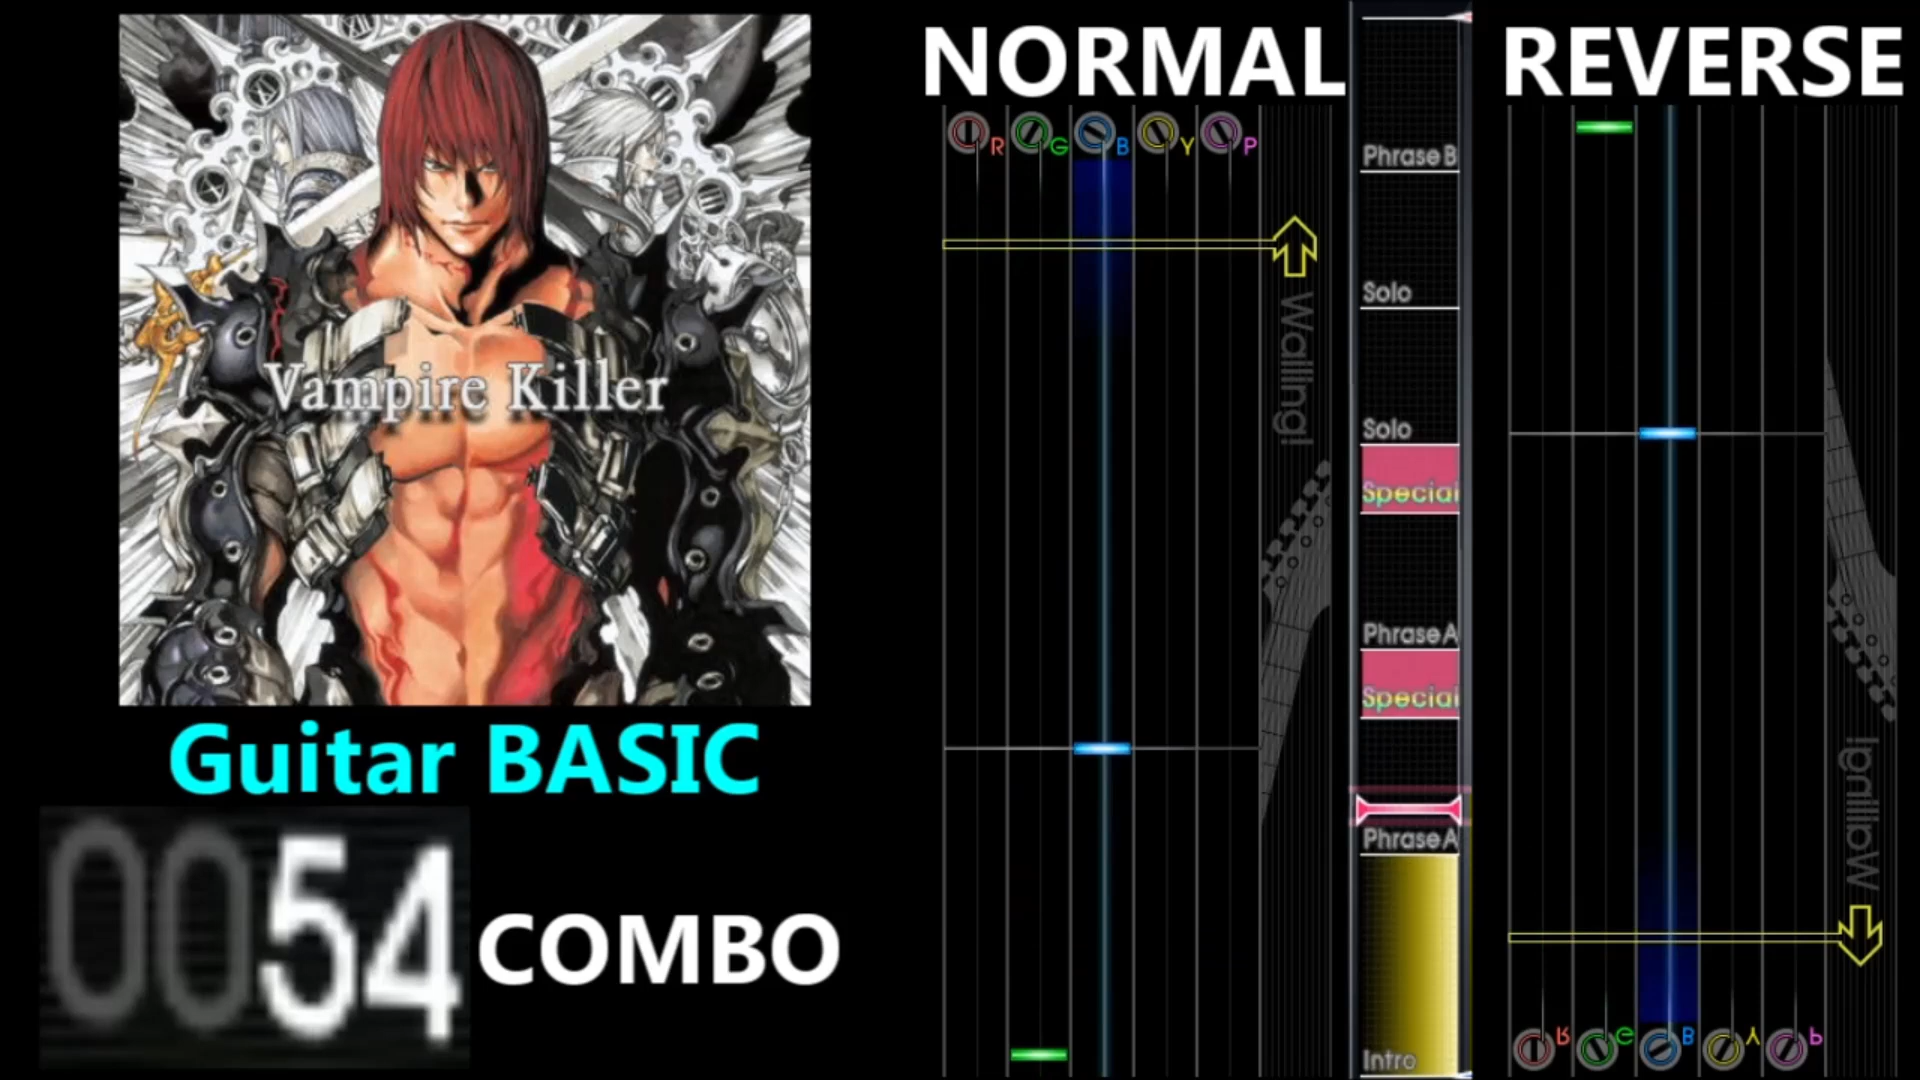 Vampire Killer
Guitar BASIC
0054 COMBO
NORMAL
R G B Y P
Wailing!
Phrase B
Solo
Solo
Special
Phrase A
Special
Phrase A
Intro
REVERSE
Wailing!
R G B Y P